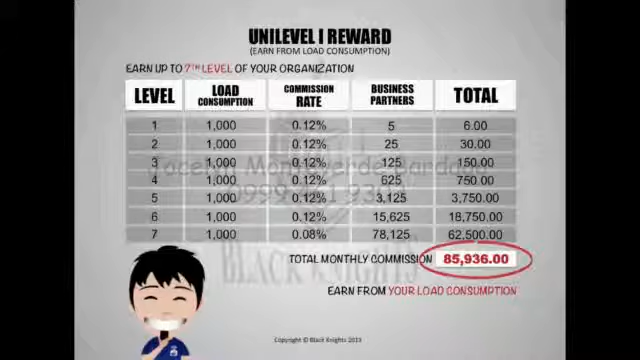 UNILEVEL I REWARD
(EARN FROM LOAD CONSUMPTION)
EARN UP TO 7TH LEVEL OF YOUR ORGANIZATION
LEVEL LOAD CONSUMPTION COMMISSION RATE BUSINESS PARTNERS TOTAL
1 1,000 0.12% 5 6.00
2 1,000 0.12% 25 30.00
3 1,000 0.12% 125 150.00
4 1,000 0.12% 625 750.00
5 1,000 0.12% 3,125 3,750.00
6 1,000 0.12% 15,625 18,750.00
7 1,000 0.08% 78,125 62,500.00
TOTAL MONTHLY COMMISSION 85,936.00
BLACK KNIGHTS
EARN FROM YOUR LOAD CONSUMPTION
Copyright © Black Knights 2013